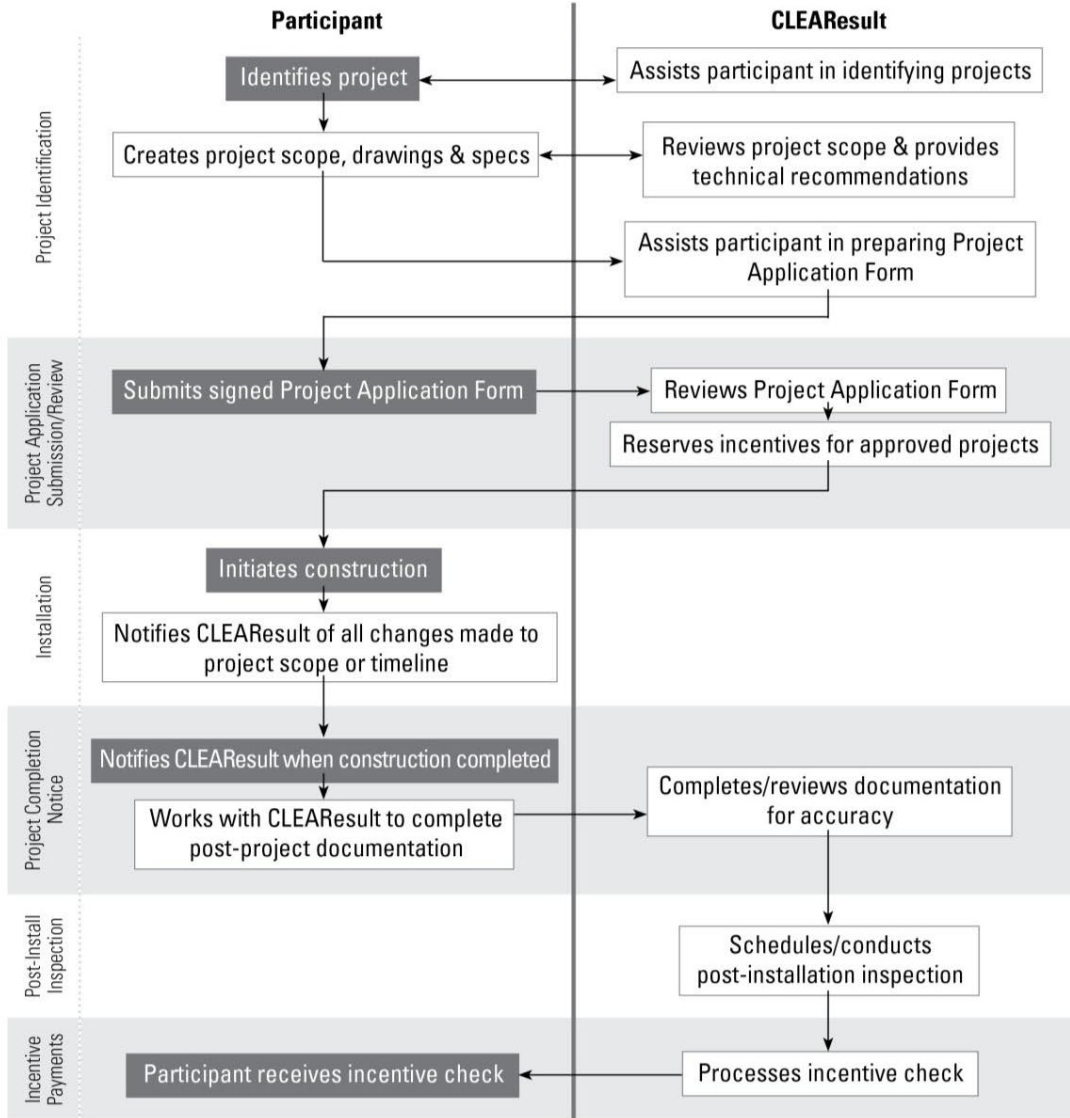 Participant
CLEAResult
Project Identification
Identifies project
Assists participant in identifying projects
Creates project scope, drawings & specs
Reviews project scope & provides
technical recommendations
Assists participant in preparing Project
Application Form
Project Application
Submission/Review
Submits signed Project Application Form
Reviews Project Application Form
Reserves incentives for approved projects
Installation
Initiates construction
Notifies CLEAResult of all changes made to
project scope or timeline
Project Completion
Notice
Notifies CLEAResult when construction completed
Works with CLEAResult to complete
post-project documentation
Completes/reviews documentation
for accuracy
Post-Install
Inspection
Schedules/conducts
post-installation inspection
Incentive
Payments
Participant receives incentive check
Processes incentive check